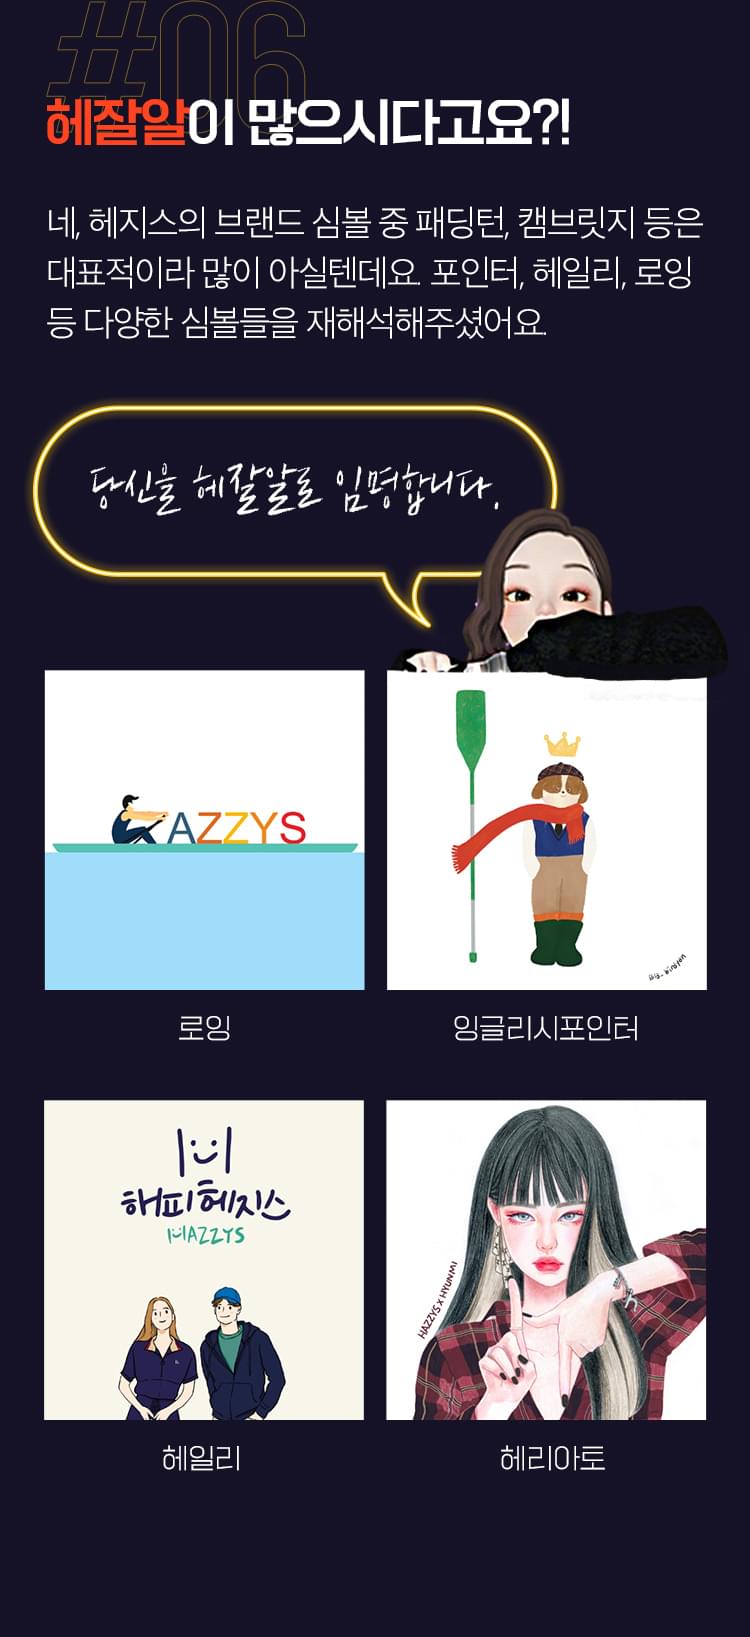 #06
헤잘알이 많으시다고요?!
네, 헤지스의 브랜드 심볼 중 패딩턴, 캠브릿지 등은
대표적이라 많이 아실텐데요. 포인터, 헤일리, 로잉
등 다양한 심볼들을 재해석해주셨어요.
당신을 헤잘알로 임명합니다.
AZZYS
로잉
잉글리시포인터
해피헤지스
HAZZYS
HAZZYS X HYUNMI
헤일리
헤리아토